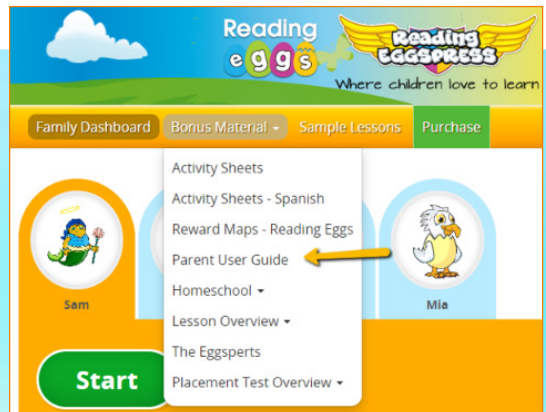 Reading
eggs
Reading
EGGSPRESS
Where children love to learn
Family Dashboard Bonus Material Sample Lessons Purchase
Activity Sheets
Activity Sheets - Spanish
Reward Maps - Reading Eggs
Parent User Guide
Homeschool
Lesson Overview
The Eggsperts
Placement Test Overview
Sam
Mia
Start